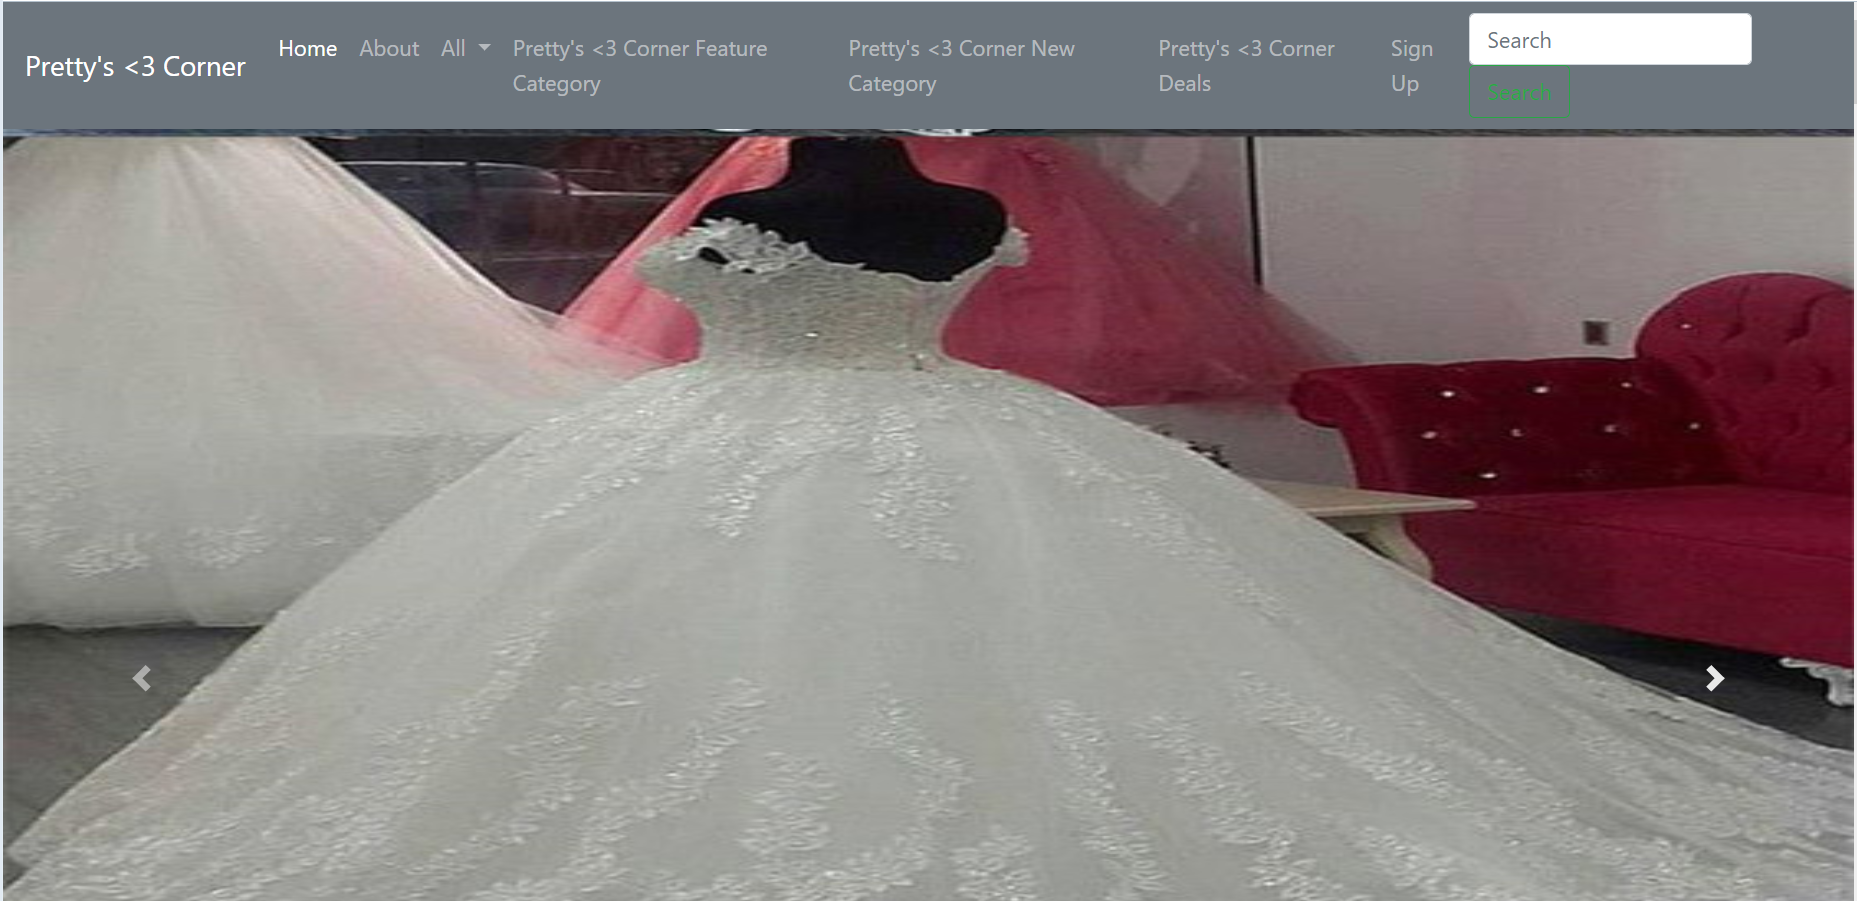 Pretty's <3 Corner
Home
About
All
Pretty's <3 Corner Feature
Category
Pretty's <3 Corner New
Category
Pretty's <3 Corner
Deals
Sign
Up
Search
Search